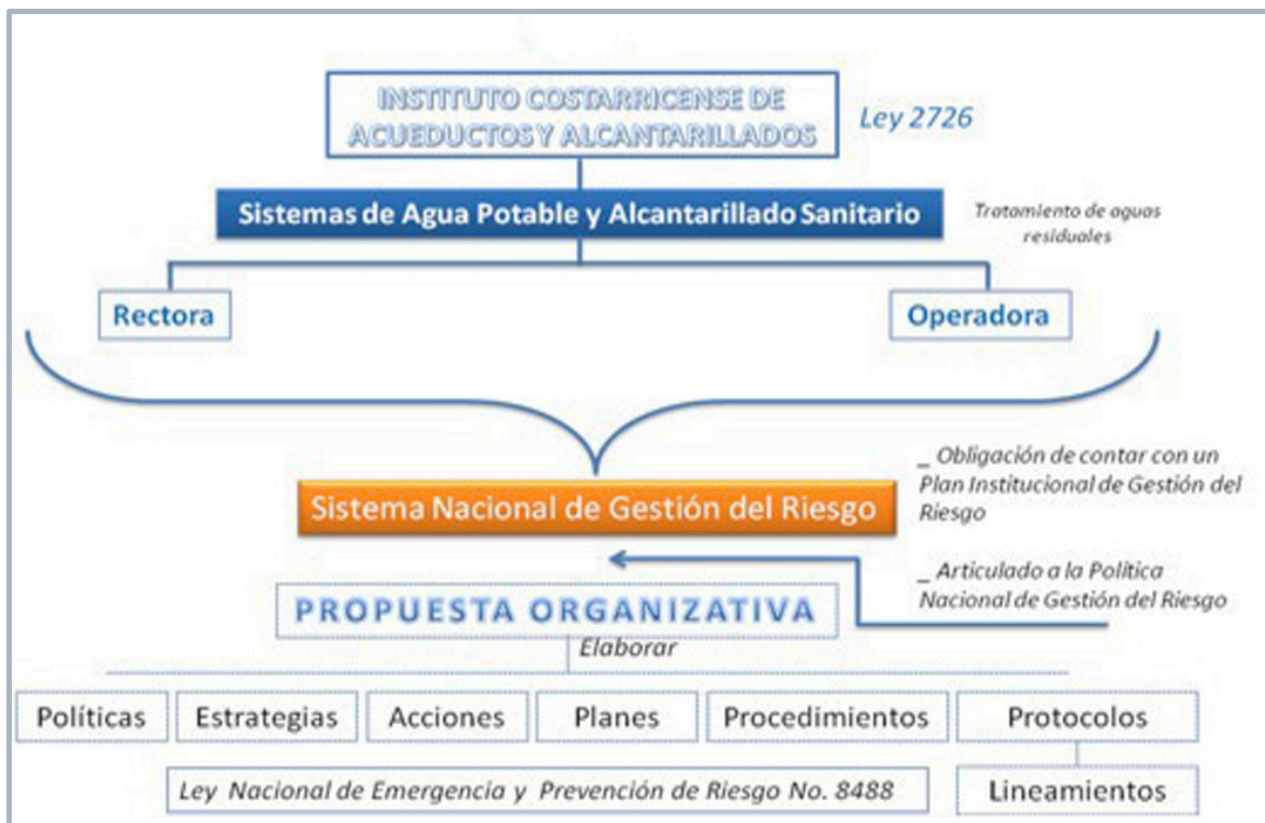 INSTITUTO COSTARRICENSE DE
ACUEDUCTOS Y ALCANTARILLADOS
Ley 2726
Sistemas de Agua Potable y Alcantarillado Sanitario
Tratamiento de aguas
residuales
Rectora
Operadora
_ Obligación de contar con un
Plan Institucional de Gestión del
Riesgo
Sistema Nacional de Gestión del Riesgo
_ Articulado a la Política
Nacional de Gestión del Riesgo
PROPUESTA ORGANIZATIVA
Elaborar
Políticas
Estrategias
Acciones
Planes
Procedimientos
Protocolos
Ley Nacional de Emergencia y Prevención de Riesgo No. 8488
Lineamientos